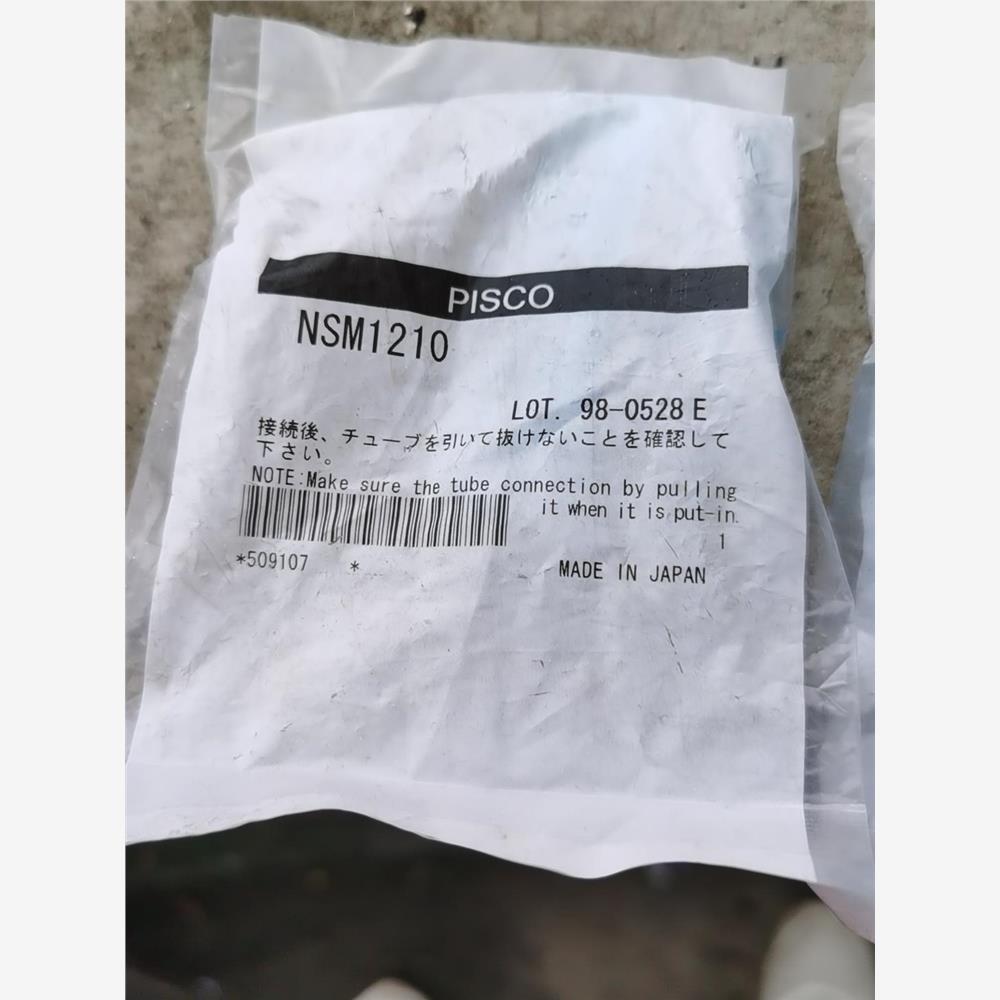 PISCO
NSM1210
LOT. 98-0528 E
接続後、チューブを引いて抜けないことを確認して
下さい。
NOTE:Make sure the tube connection by pulling
it when it is put-in.
1
*509107 *
MADE IN JAPAN